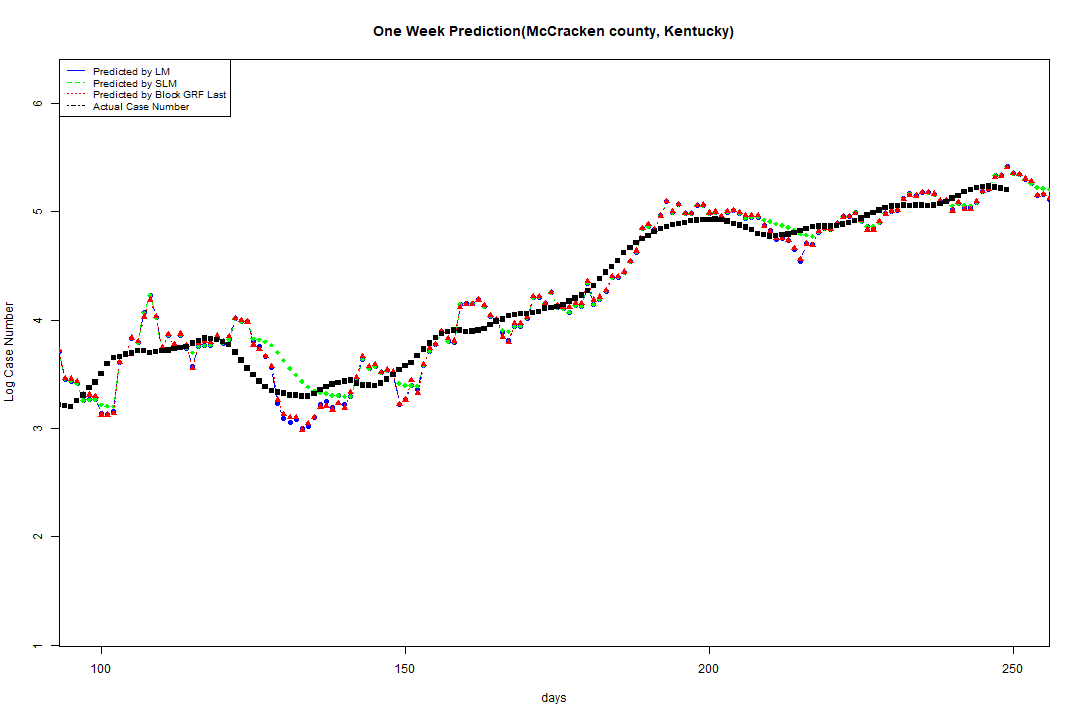 One Week Prediction(McCracken county, Kentucky)
Predicted by LM
Predicted by SLM
Predicted by Block GRF Last
Actual Case Number
6
5
4
3
2
1
Log Case Number
100 150 200 250
days